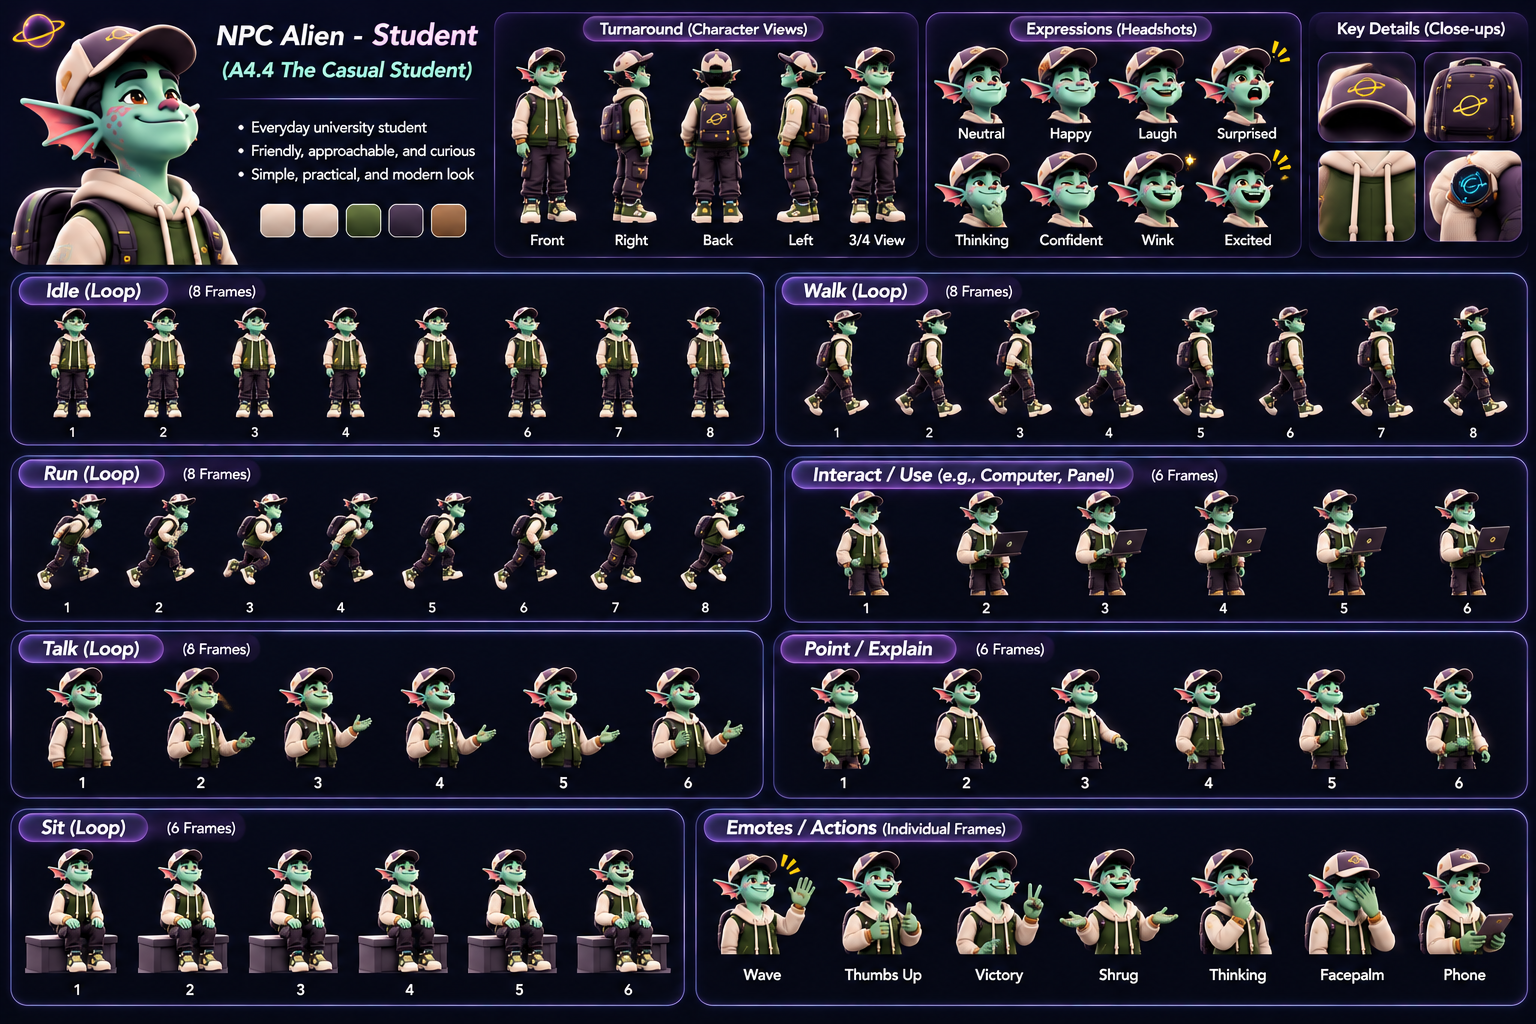 NPC Alien - Student
(A4.4 The Casual Student)
• Everyday university student
• Friendly, approachable, and curious
• Simple, practical, and modern look
Turnaround (Character Views)
Front Right Back Left 3/4 View
Expressions (Headshots)
Neutral Happy Laugh Surprised
Thinking Confident Wink Excited
Key Details (Close-ups)
Idle (Loop) (8 Frames)
1 2 3 4 5 6 7 8
Walk (Loop) (8 Frames)
1 2 3 4 5 6 7 8
Run (Loop) (8 Frames)
1 2 3 4 5 6 7 8
Interact / Use (e.g., Computer, Panel) (6 Frames)
1 2 3 4 5 6
Talk (Loop) (8 Frames)
1 2 3 4 5 6
Point / Explain (6 Frames)
1 2 3 4 5 6
Sit (Loop) (6 Frames)
1 2 3 4 5 6
Emotes / Actions (Individual Frames)
Wave Thumbs Up Victory Shrug Thinking Facepalm Phone